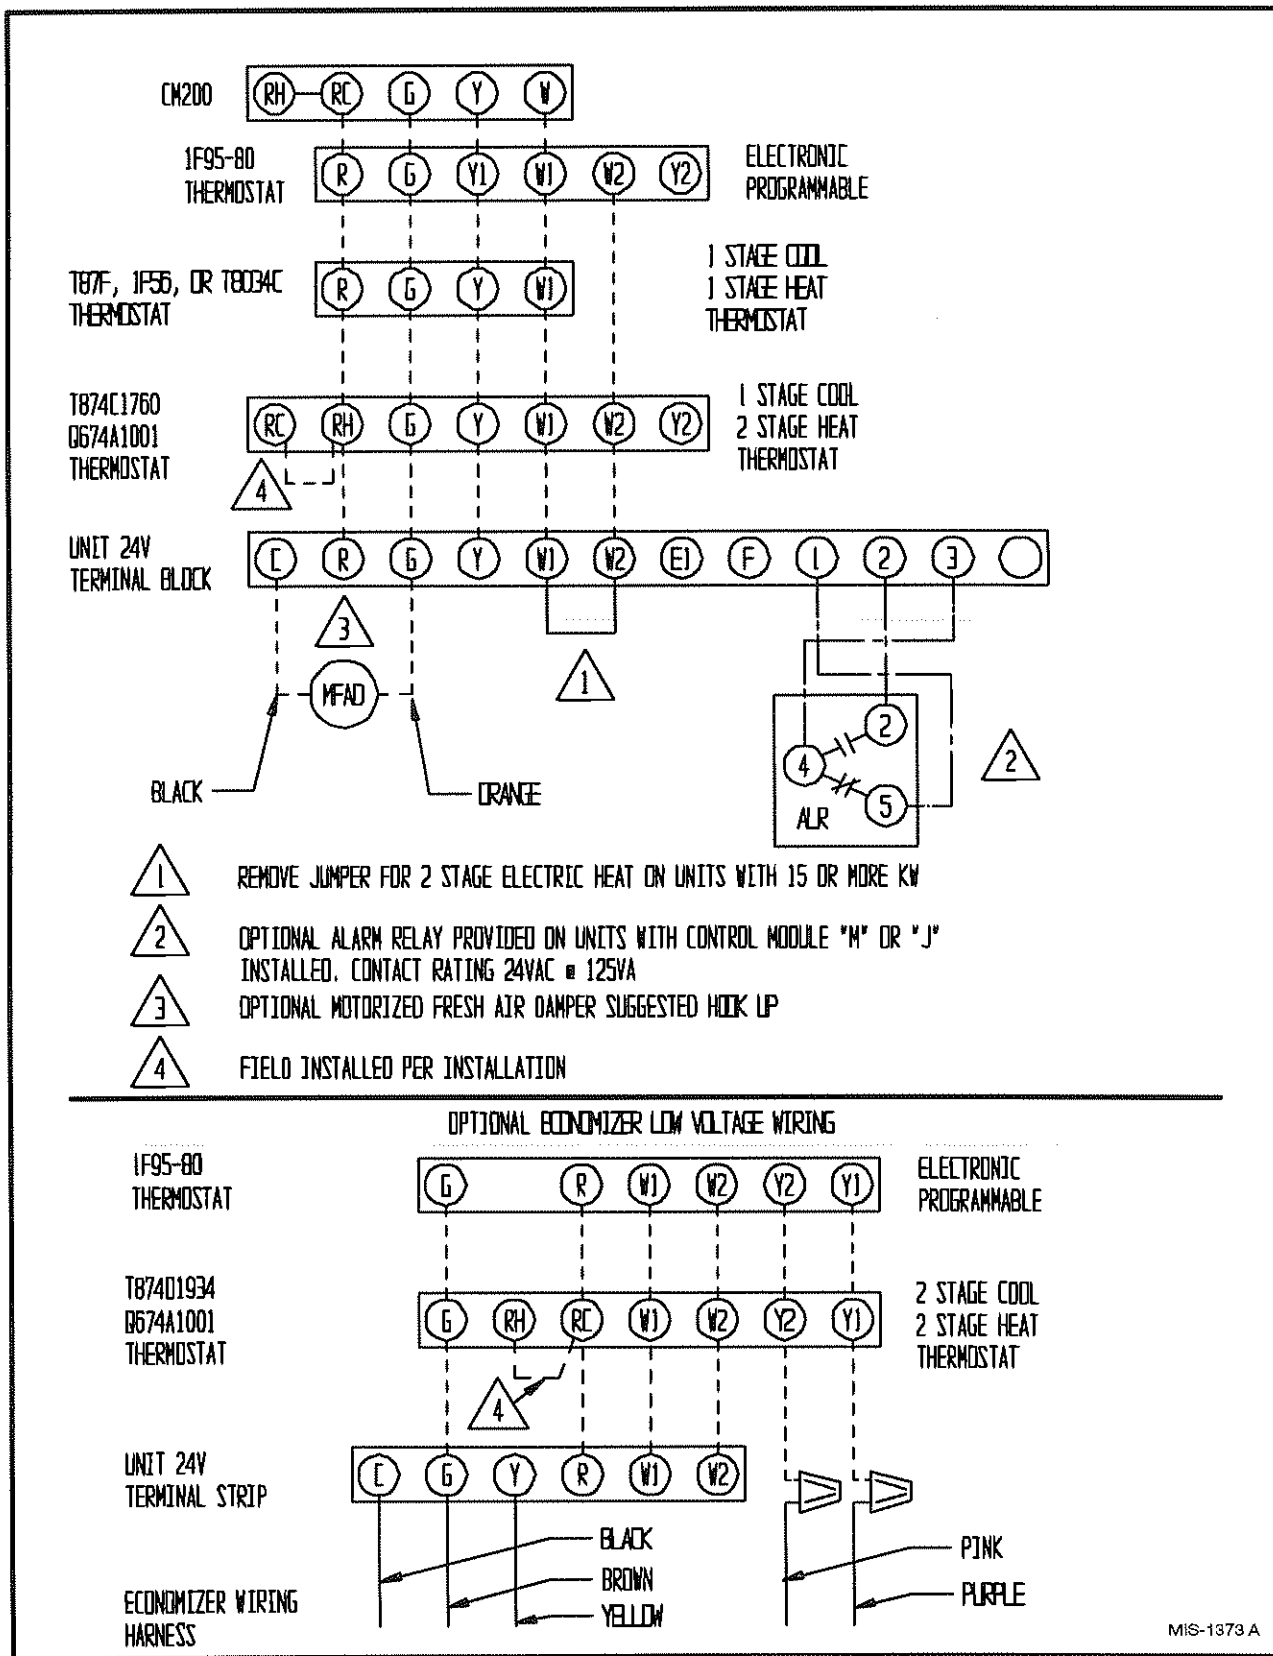 CM200 RH RC G Y W
1F95-80
THERMOSTAT
R G Y1 W1 W2 Y2
ELECTRONIC
PROGRAMMABLE
T87F, 1F56, OR T8034C
THERMOSTAT
R G Y W1
1 STAGE COOL
1 STAGE HEAT
THERMOSTAT
T874C1760
Q674A1001
THERMOSTAT
RC RH G Y W1 W2 Y2
1 STAGE COOL
2 STAGE HEAT
THERMOSTAT
4
UNIT 24V
TERMINAL BLOCK
C R G Y W1 W2 E1 F 1 2 3
3
1
MFAD
2
4
5
ALR
2
BLACK
ORANGE
1 REMOVE JUMPER FOR 2 STAGE ELECTRIC HEAT ON UNITS WITH 15 OR MORE KW
2 OPTIONAL ALARM RELAY PROVIDED ON UNITS WITH CONTROL MODULE "M" OR "J"
INSTALLED. CONTACT RATING 24VAC @ 125VA
3 OPTIONAL MOTORIZED FRESH AIR DAMPER SUGGESTED HOOK UP
4 FIELD INSTALLED PER INSTALLATION
OPTIONAL ECONOMIZER LOW VOLTAGE WIRING
1F95-80
THERMOSTAT
G R W1 W2 Y2 Y1
ELECTRONIC
PROGRAMMABLE
T874D1934
Q674A1001
THERMOSTAT
G RH RC W1 W2 Y2 Y1
2 STAGE COOL
2 STAGE HEAT
THERMOSTAT
4
UNIT 24V
TERMINAL STRIP
C G Y R W1 W2
BLACK
BROWN
YELLOW
PINK
PURPLE
ECONOMIZER WIRING
HARNESS
MIS-1373 A